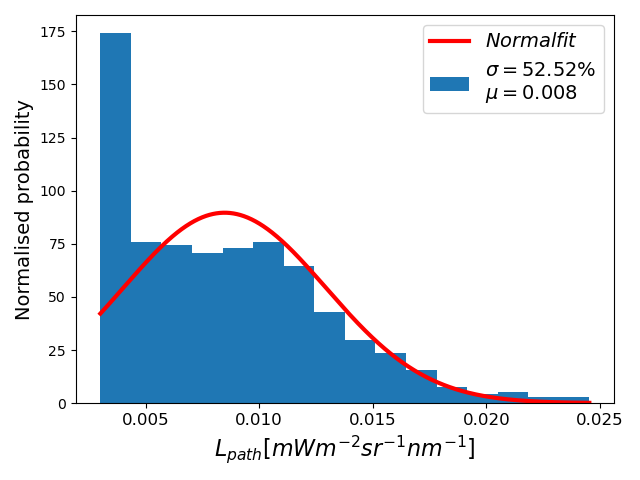 Normalised probability
175
150
125
100
75
50
25
0
Normalfit
σ = 52.52%
μ = 0.008
0.005 0.010 0.015 0.020 0.025
L_path[mWm⁻²sr⁻¹nm⁻¹]